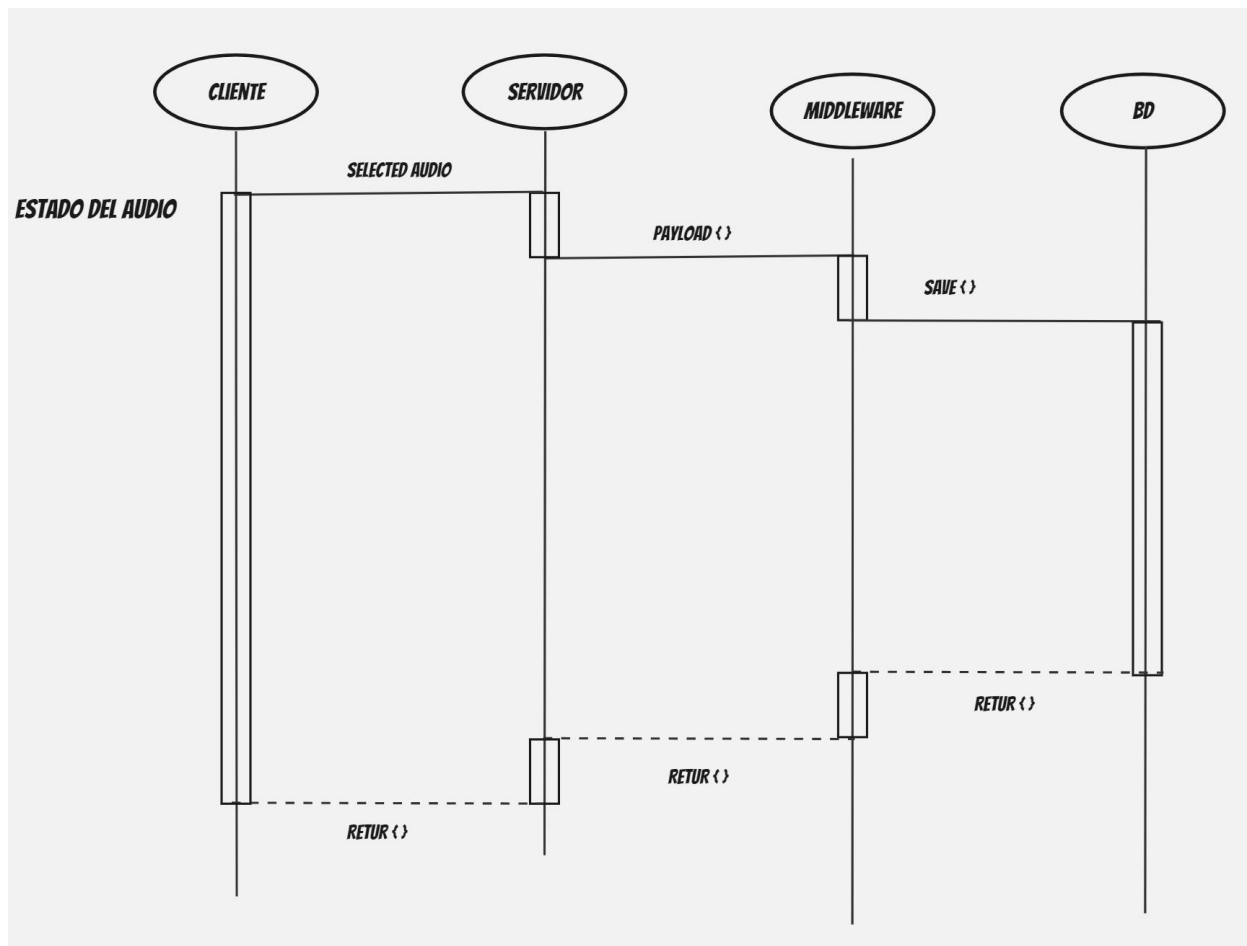 CLIENTE
SERVIDOR
MIDDLEWARE
BD
SELECTED AUDIO
ESTADO DEL AUDIO
PAYLOAD { }
SAVE { }
RETUR { }
RETUR { }
RETUR { }